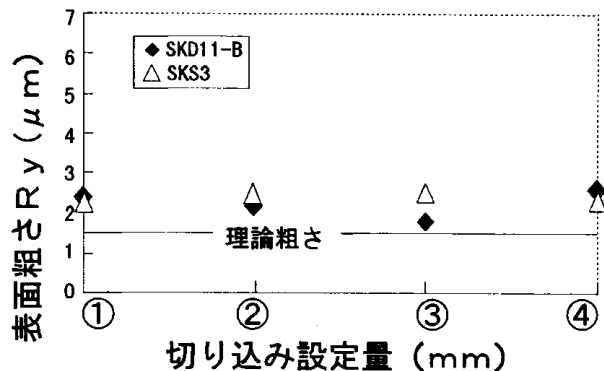 表面粗さRy(μm)
7
6
5
4
3
2
1
0
◆ SKD11-B
△ SKS3
理論粗さ
① ② ③ ④
切り込み設定量(mm)